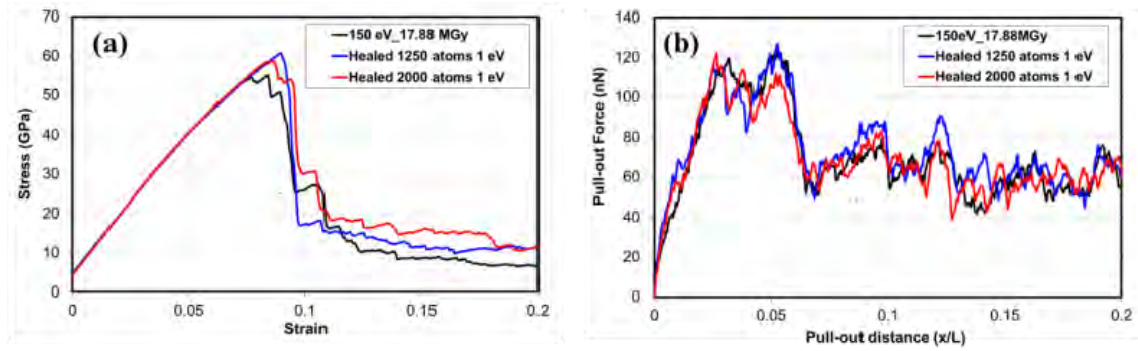 (a)
150 eV_17.88 MGy
Healed 1250 atoms 1 eV
Healed 2000 atoms 1 eV
Stress (GPa)
70
60
50
40
30
20
10
0
0
0.05
0.1
0.15
0.2
Strain
(b)
150eV_17.88MGy
Healed 1250 atoms 1 eV
Healed 2000 atoms 1 eV
Pull-out Force (nN)
140
120
100
80
60
40
20
0
0
0.05
0.1
0.15
0.2
Pull-out distance (x/L)